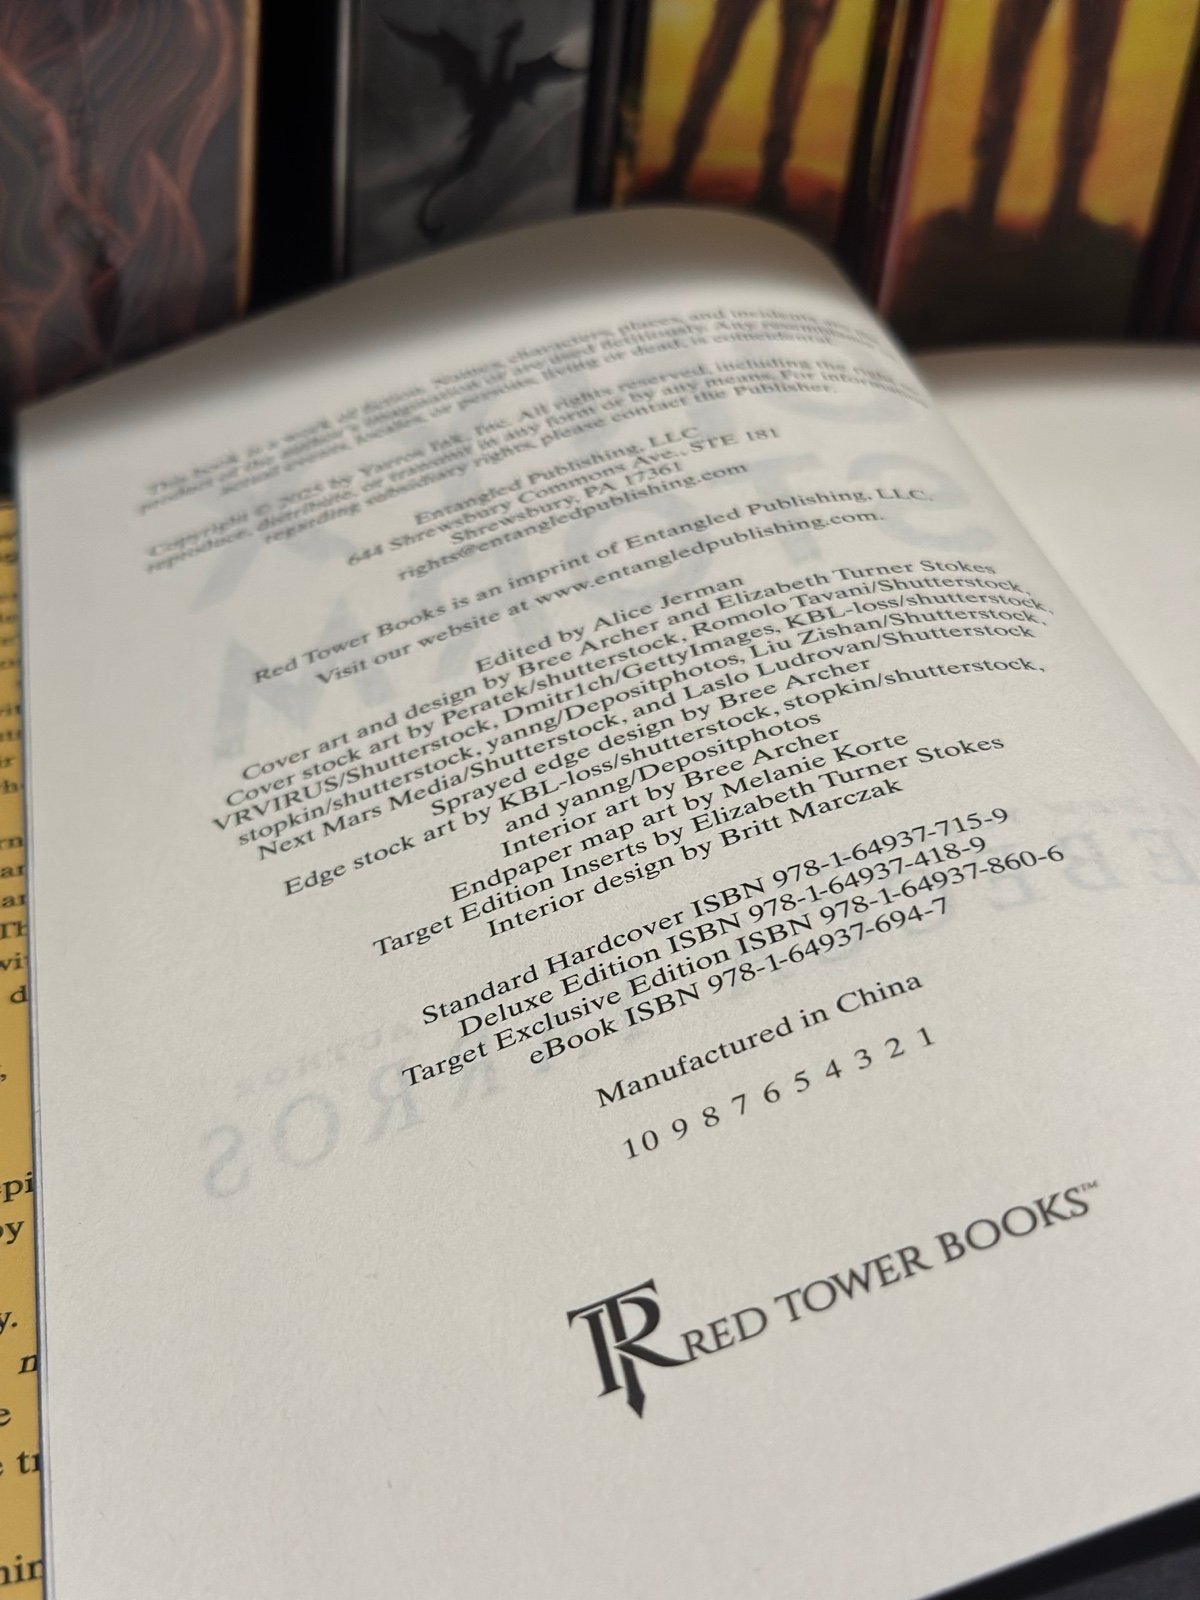 This book is a work of fiction. Names, characters, places, and incidents are
product of the author's imagination or are used fictitiously. Any resemblance
actual events, locales, or persons, living or dead, is coincidental.
Copyright © 2025 by Yarros Ink, Inc. All rights reserved, including the right
reproduce, distribute, or transmit in any form or by any means. For information
regarding subsidiary rights, please contact the Publisher.
Entangled Publishing, LLC
644 Shrewsbury Commons Ave., STE 181
Shrewsbury, PA 17361
rights@entangledpublishing.com
Red Tower Books is an imprint of Entangled Publishing, LLC.
Visit our website at www.entangledpublishing.com.
Edited by Alice Jerman
Cover art and design by Bree Archer and Elizabeth Turner Stokes
Cover stock art by Peratek/shutterstock, Romolo Tavani/Shutterstock,
VRVIRUS/Shutterstock, Dmitr1ch/GettyImages, KBL-loss/shutterstock,
stopkin/shutterstock, yanng/Depositphotos, Liu Zishan/Shutterstock,
Next Mars Media/Shutterstock, and Laslo Ludrovan/Shutterstock
Sprayed edge design by Bree Archer
Edge stock art by KBL-loss/shutterstock, stopkin/shutterstock,
and yanng/Depositphotos
Interior art by Bree Archer
Endpaper map art by Melanie Korte
Target Edition Inserts by Elizabeth Turner Stokes
Interior design by Britt Marczak
Standard Hardcover ISBN 978-1-64937-715-9
Deluxe Edition ISBN 978-1-64937-418-9
Target Exclusive Edition ISBN 978-1-64937-860-6
eBook ISBN 978-1-64937-694-7
Manufactured in China
10 9 8 7 6 5 4 3 2 1
TR RED TOWER BOOKS™